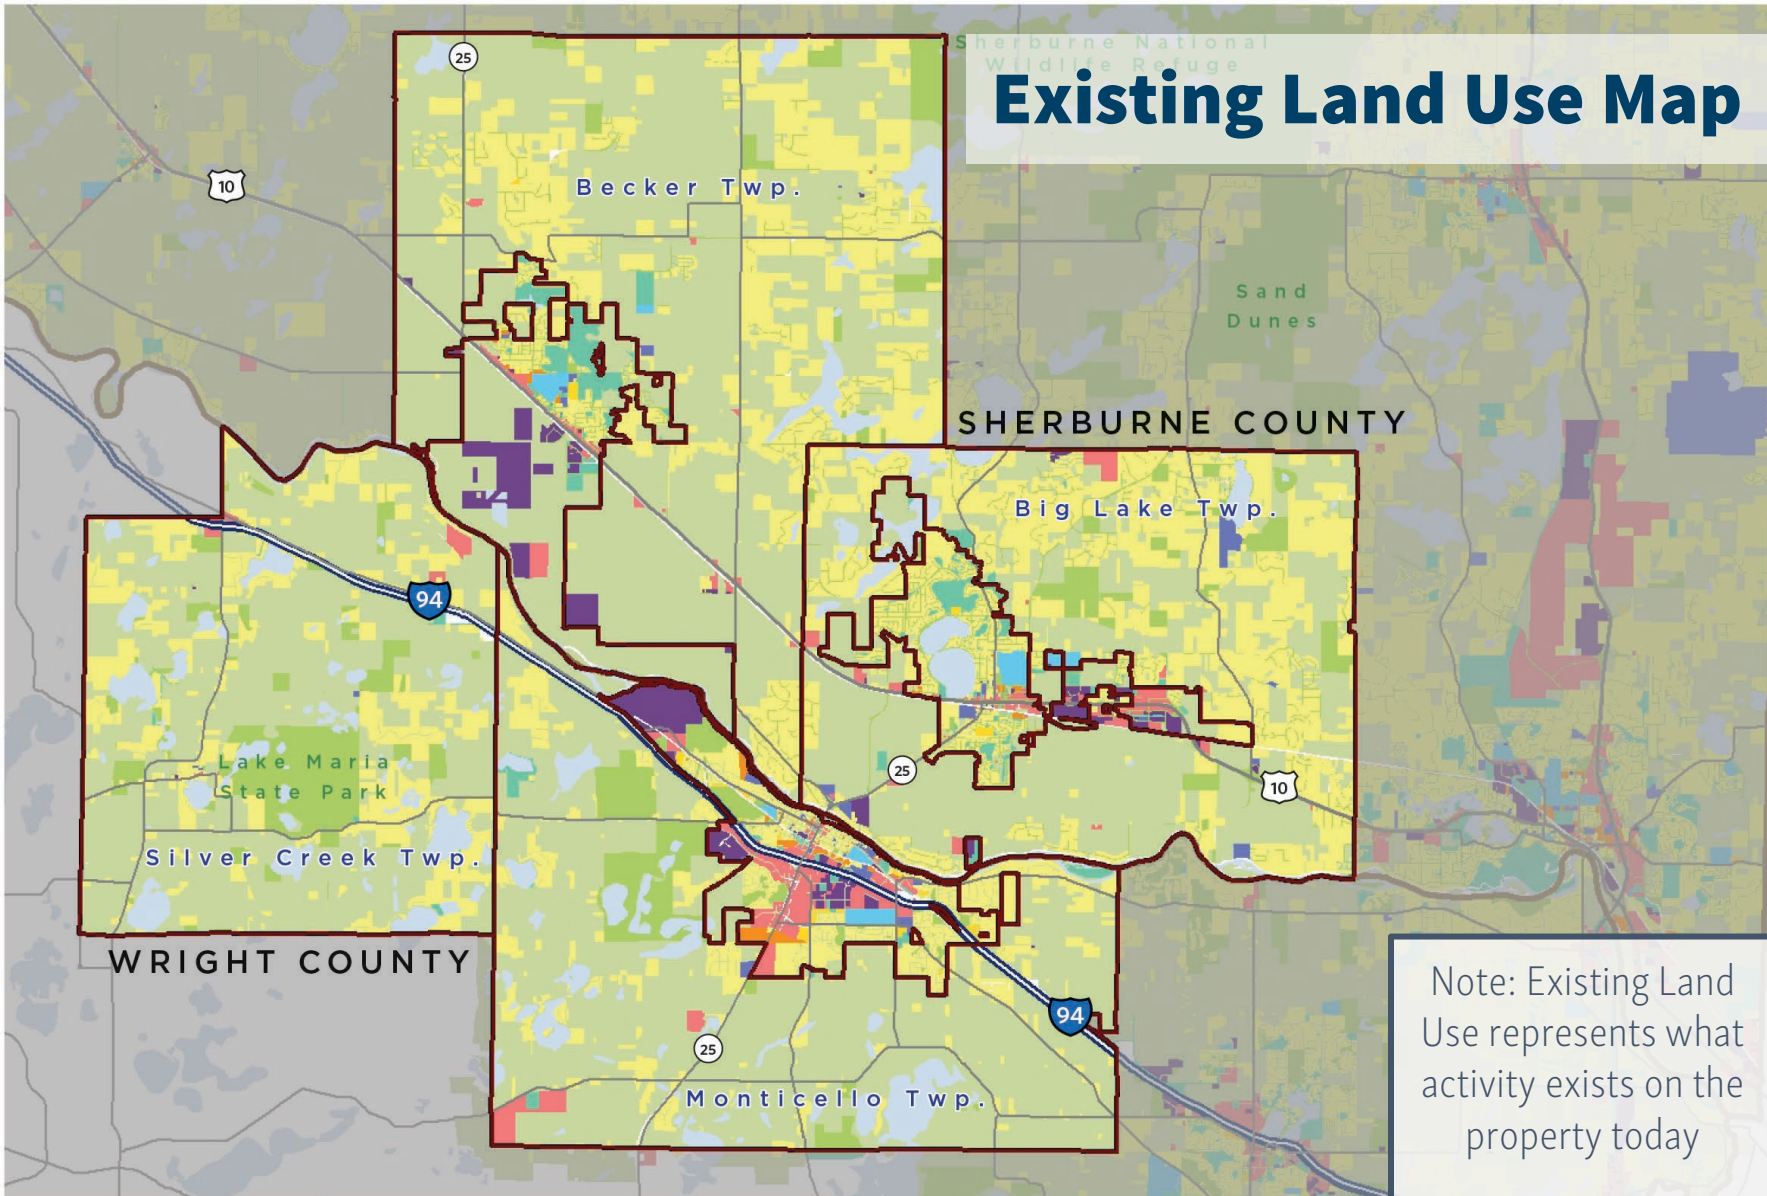 Sherburne National
Wildlife Refuge
Existing Land Use Map
25
10
Becker Twp.
Sand
Dunes
SHERBURNE COUNTY
Big Lake Twp.
94
Lake Maria
State Park
25
10
Silver Creek Twp.
WRIGHT COUNTY
94
25
Monticello Twp.
Note: Existing Land
Use represents what
activity exists on the
property today